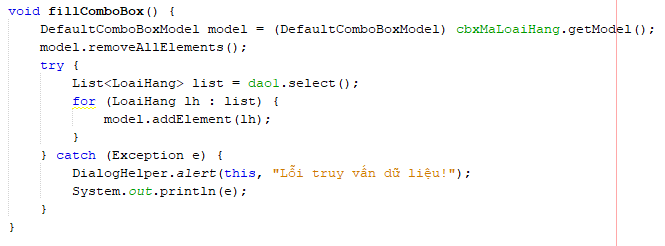 void fillComboBox() {
    DefaultComboBoxModel model = (DefaultComboBoxModel) cbxMaLoaiHang.getModel();
    model.removeAllElements();
    try {
        List<LoaiHang> list = daol.select();
        for (LoaiHang lh : list) {
            model.addElement(lh);
        }
    } catch (Exception e) {
        DialogHelper.alert(this, "Lỗi truy vấn dữ liệu!");
        System.out.println(e);
    }
}